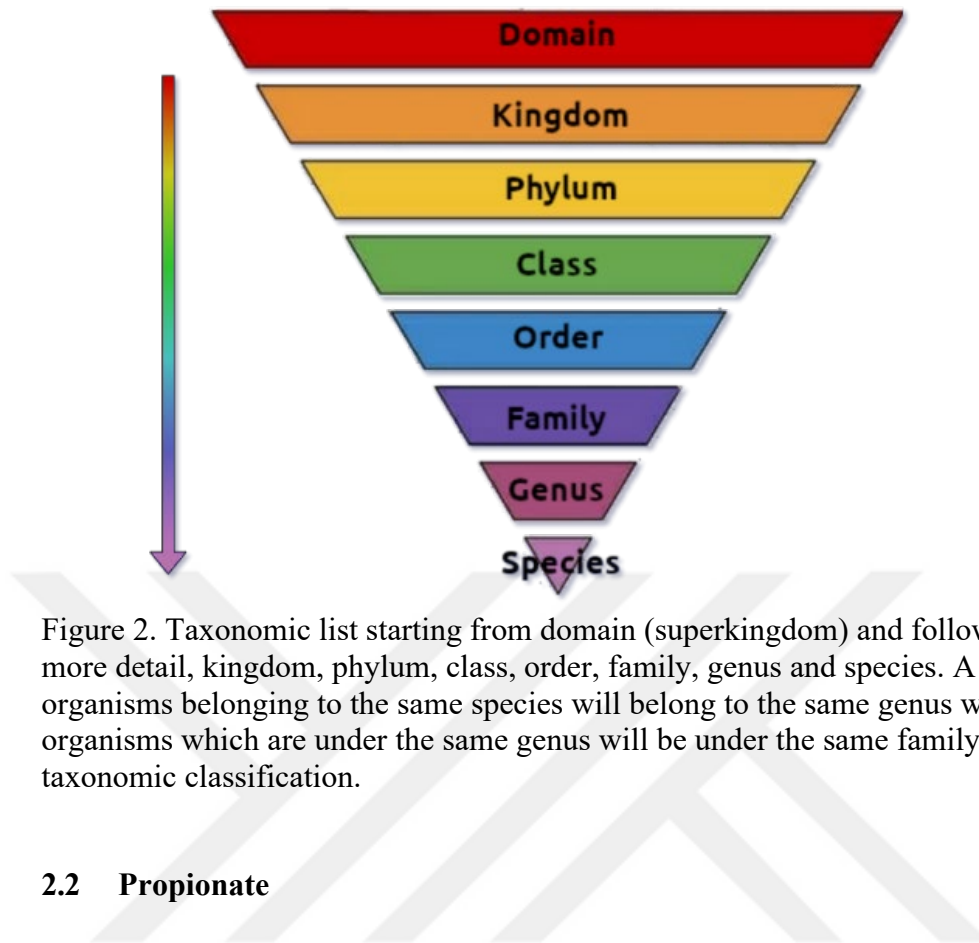 Domain
Kingdom
Phylum
Class
Order
Family
Genus
Species
Figure 2. Taxonomic list starting from domain (superkingdom) and
more detail, kingdom, phylum, class, order, family, genus and species. A
organisms belonging to the same species will belong to the same genus
organisms which are under the same genus will be under the same family
taxonomic classification.
2.2 Propionate